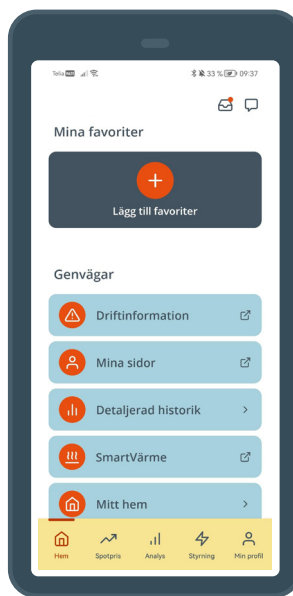 Telia 33 % 09:37
Mina favoriter
Lägg till favoriter
Genvägar
Driftinformation
Mina sidor
Detaljerad historik
SmartVärme
Mitt hem
Hem Spotpris Analys Styrning Min profil